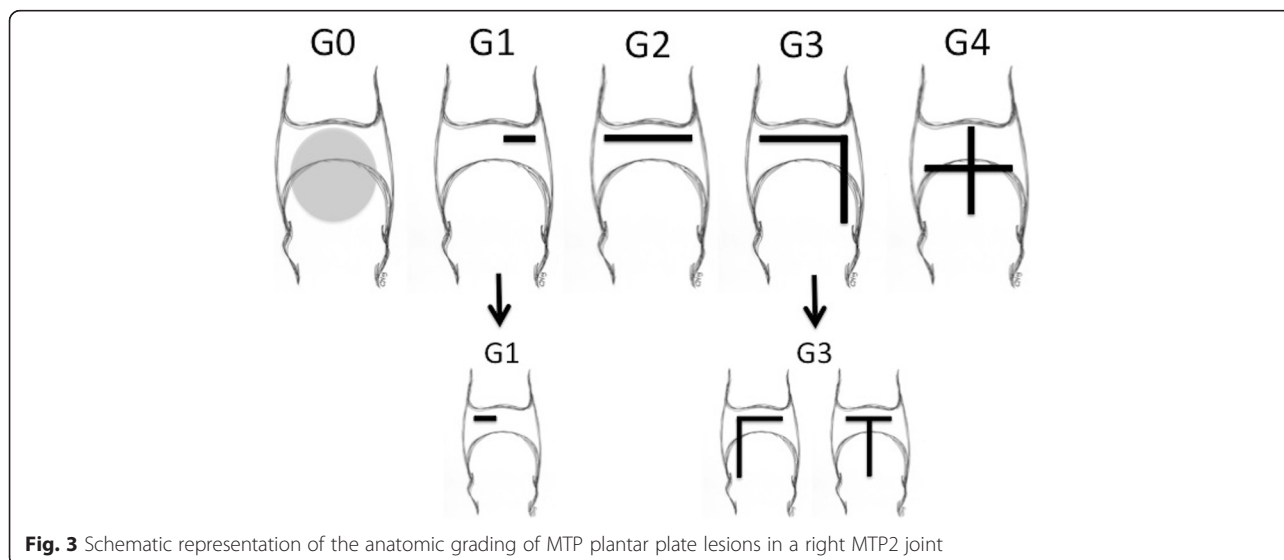 G0 G1 G2 G3 G4
G1 G3
Fig. 3 Schematic representation of the anatomic grading of MTP plantar plate lesions in a right MTP2 joint